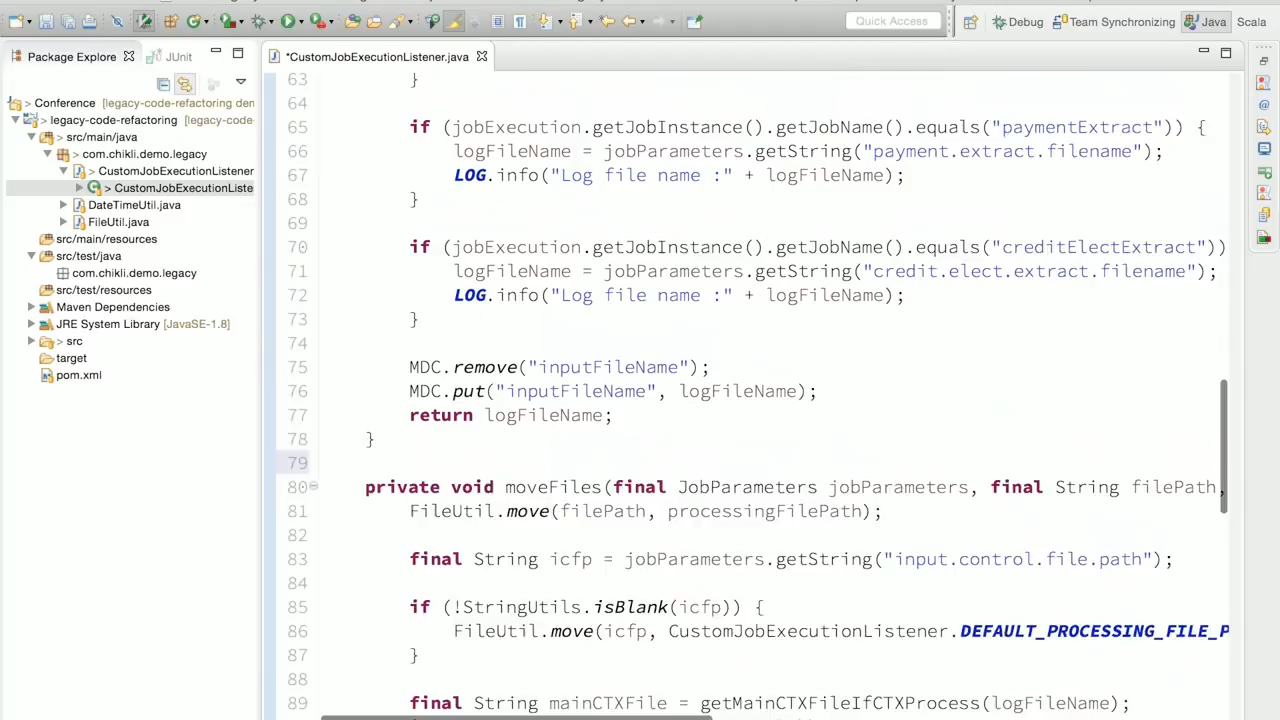 Quick Access
Debug
Team Synchronizing
Java
Scala
Package Explore
JUnit
*CustomJobExecutionListener.java
> Conference [legacy-code-refactoring den
> legacy-code-refactoring [legacy-code-
> src/main/java
> com.chikli.demo.legacy
> CustomJobExecutionListener
> CustomJobExecutionListe
DateTimeUtil.java
FileUtil.java
src/main/resources
src/test/java
com.chikli.demo.legacy
src/test/resources
Maven Dependencies
JRE System Library [JavaSE-1.8]
> src
target
pom.xml
63 }
64
65 if (jobExecution.getJobInstance().getJobName().equals("paymentExtract")) {
66 logFileName = jobParameters.getString("payment.extract.filename");
67 LOG.info("Log file name :" + logFileName);
68 }
69
70 if (jobExecution.getJobInstance().getJobName().equals("creditElectExtract"))
71 logFileName = jobParameters.getString("credit.elect.extract.filename");
72 LOG.info("Log file name :" + logFileName);
73 }
74
75 MDC.remove("inputFileName");
76 MDC.put("inputFileName", logFileName);
77 return logFileName;
78 }
79
80 private void moveFiles(final JobParameters jobParameters, final String filePath,
81 FileUtil.move(filePath, processingFilePath);
82
83 final String icfp = jobParameters.getString("input.control.file.path");
84
85 if (!StringUtils.isBlank(icfp)) {
86 FileUtil.move(icfp, CustomJobExecutionListener.DEFAULT_PROCESSING_FILE_P
87 }
88
89 final String mainCTXFile = getMainCTXFileIfCTXProcess(logFileName);